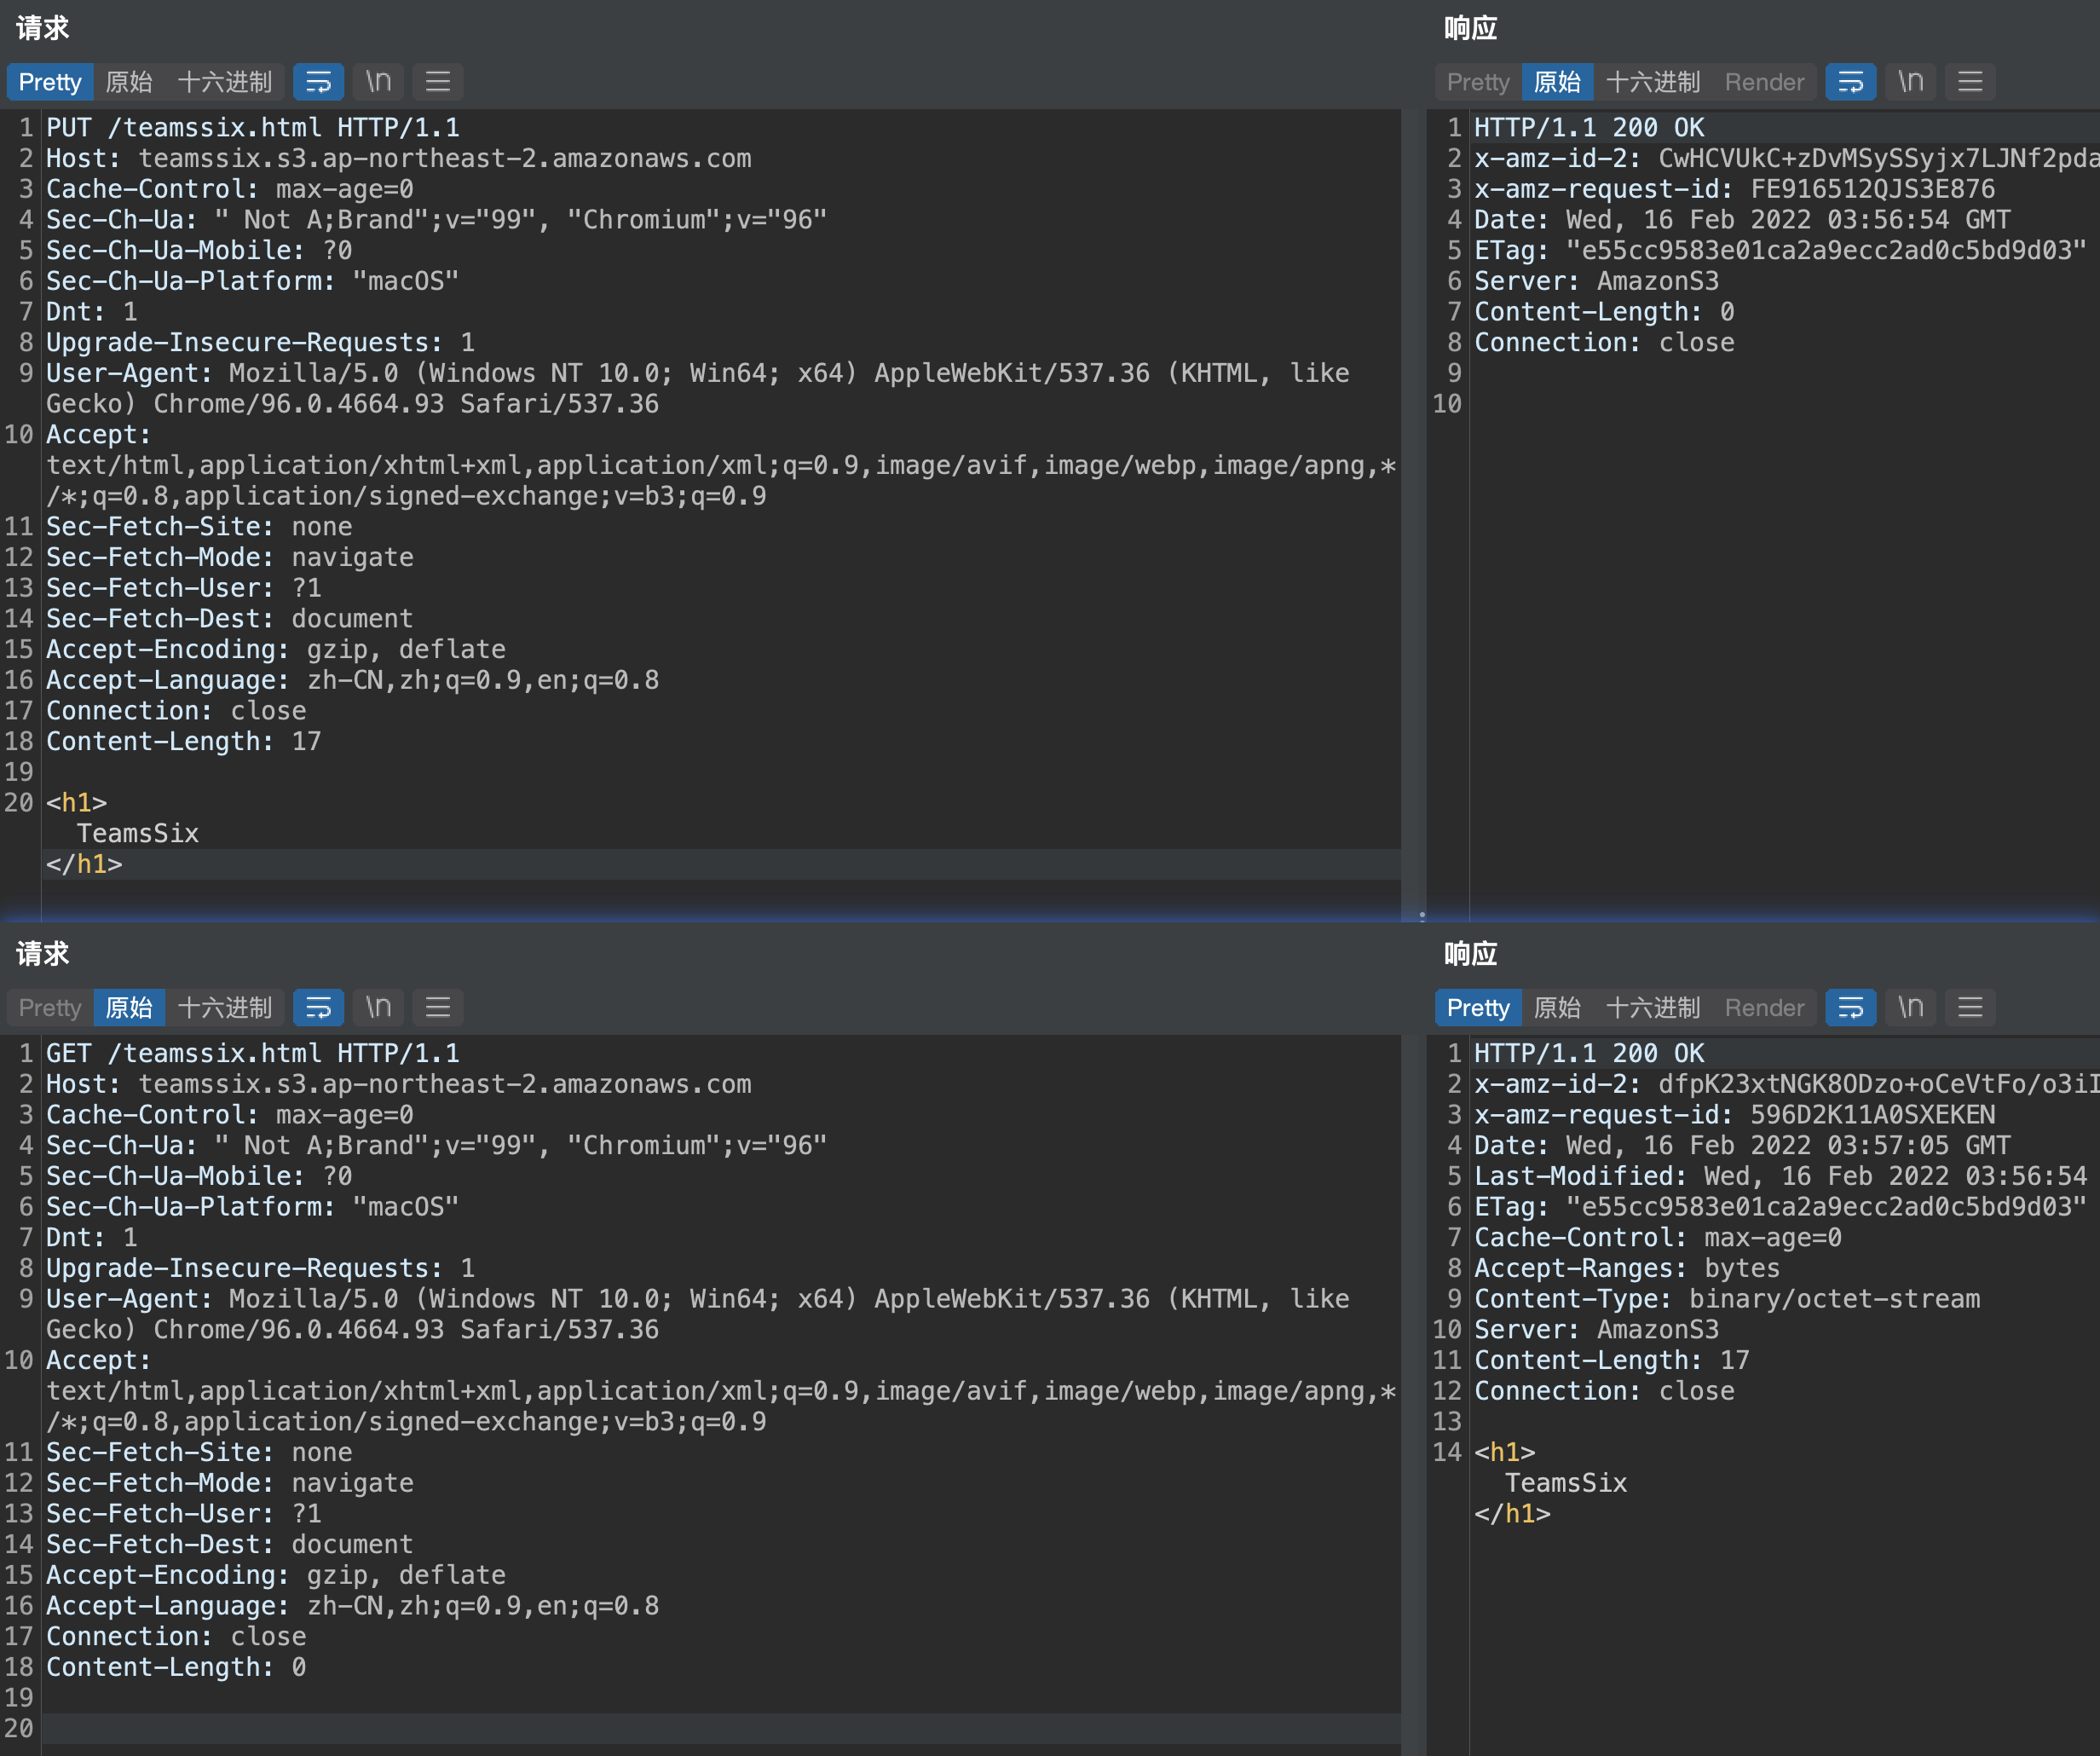 请求
Pretty 原始 十六进制 \n
1 PUT /teamssix.html HTTP/1.1
2 Host: teamssix.s3.ap-northeast-2.amazonaws.com
3 Cache-Control: max-age=0
4 Sec-Ch-Ua: " Not A;Brand";v="99", "Chromium";v="96"
5 Sec-Ch-Ua-Mobile: ?0
6 Sec-Ch-Ua-Platform: "macOS"
7 Dnt: 1
8 Upgrade-Insecure-Requests: 1
9 User-Agent: Mozilla/5.0 (Windows NT 10.0; Win64; x64) AppleWebKit/537.36 (KHTML, like
Gecko) Chrome/96.0.4664.93 Safari/537.36
10 Accept:
text/html,application/xhtml+xml,application/xml;q=0.9,image/avif,image/webp,image/apng,*
/*;q=0.8,application/signed-exchange;v=b3;q=0.9
11 Sec-Fetch-Site: none
12 Sec-Fetch-Mode: navigate
13 Sec-Fetch-User: ?1
14 Sec-Fetch-Dest: document
15 Accept-Encoding: gzip, deflate
16 Accept-Language: zh-CN,zh;q=0.9,en;q=0.8
17 Connection: close
18 Content-Length: 17
19
20 <h1>
TeamsSix
</h1>
响应
Pretty 原始 十六进制 Render \n
1 HTTP/1.1 200 OK
2 x-amz-id-2: CwHCVUkC+zDvMSySSyjx7LJNf2pda
3 x-amz-request-id: FE916512QJS3E876
4 Date: Wed, 16 Feb 2022 03:56:54 GMT
5 ETag: "e55cc9583e01ca2a9ecc2ad0c5bd9d03"
6 Server: AmazonS3
7 Content-Length: 0
8 Connection: close
9
10
请求
Pretty 原始 十六进制 \n
1 GET /teamssix.html HTTP/1.1
2 Host: teamssix.s3.ap-northeast-2.amazonaws.com
3 Cache-Control: max-age=0
4 Sec-Ch-Ua: " Not A;Brand";v="99", "Chromium";v="96"
5 Sec-Ch-Ua-Mobile: ?0
6 Sec-Ch-Ua-Platform: "macOS"
7 Dnt: 1
8 Upgrade-Insecure-Requests: 1
9 User-Agent: Mozilla/5.0 (Windows NT 10.0; Win64; x64) AppleWebKit/537.36 (KHTML, like
Gecko) Chrome/96.0.4664.93 Safari/537.36
10 Accept:
text/html,application/xhtml+xml,application/xml;q=0.9,image/avif,image/webp,image/apng,*
/*;q=0.8,application/signed-exchange;v=b3;q=0.9
11 Sec-Fetch-Site: none
12 Sec-Fetch-Mode: navigate
13 Sec-Fetch-User: ?1
14 Sec-Fetch-Dest: document
15 Accept-Encoding: gzip, deflate
16 Accept-Language: zh-CN,zh;q=0.9,en;q=0.8
17 Connection: close
18 Content-Length: 0
19
20
响应
Pretty 原始 十六进制 Render \n
1 HTTP/1.1 200 OK
2 x-amz-id-2: dfpK23xtNGK8ODzo+oCeVtFo/o3iI
3 x-amz-request-id: 596D2K11A0SXEKEN
4 Date: Wed, 16 Feb 2022 03:57:05 GMT
5 Last-Modified: Wed, 16 Feb 2022 03:56:54
6 ETag: "e55cc9583e01ca2a9ecc2ad0c5bd9d03"
7 Cache-Control: max-age=0
8 Accept-Ranges: bytes
9 Content-Type: binary/octet-stream
10 Server: AmazonS3
11 Content-Length: 17
12 Connection: close
13
14 <h1>
TeamsSix
</h1>